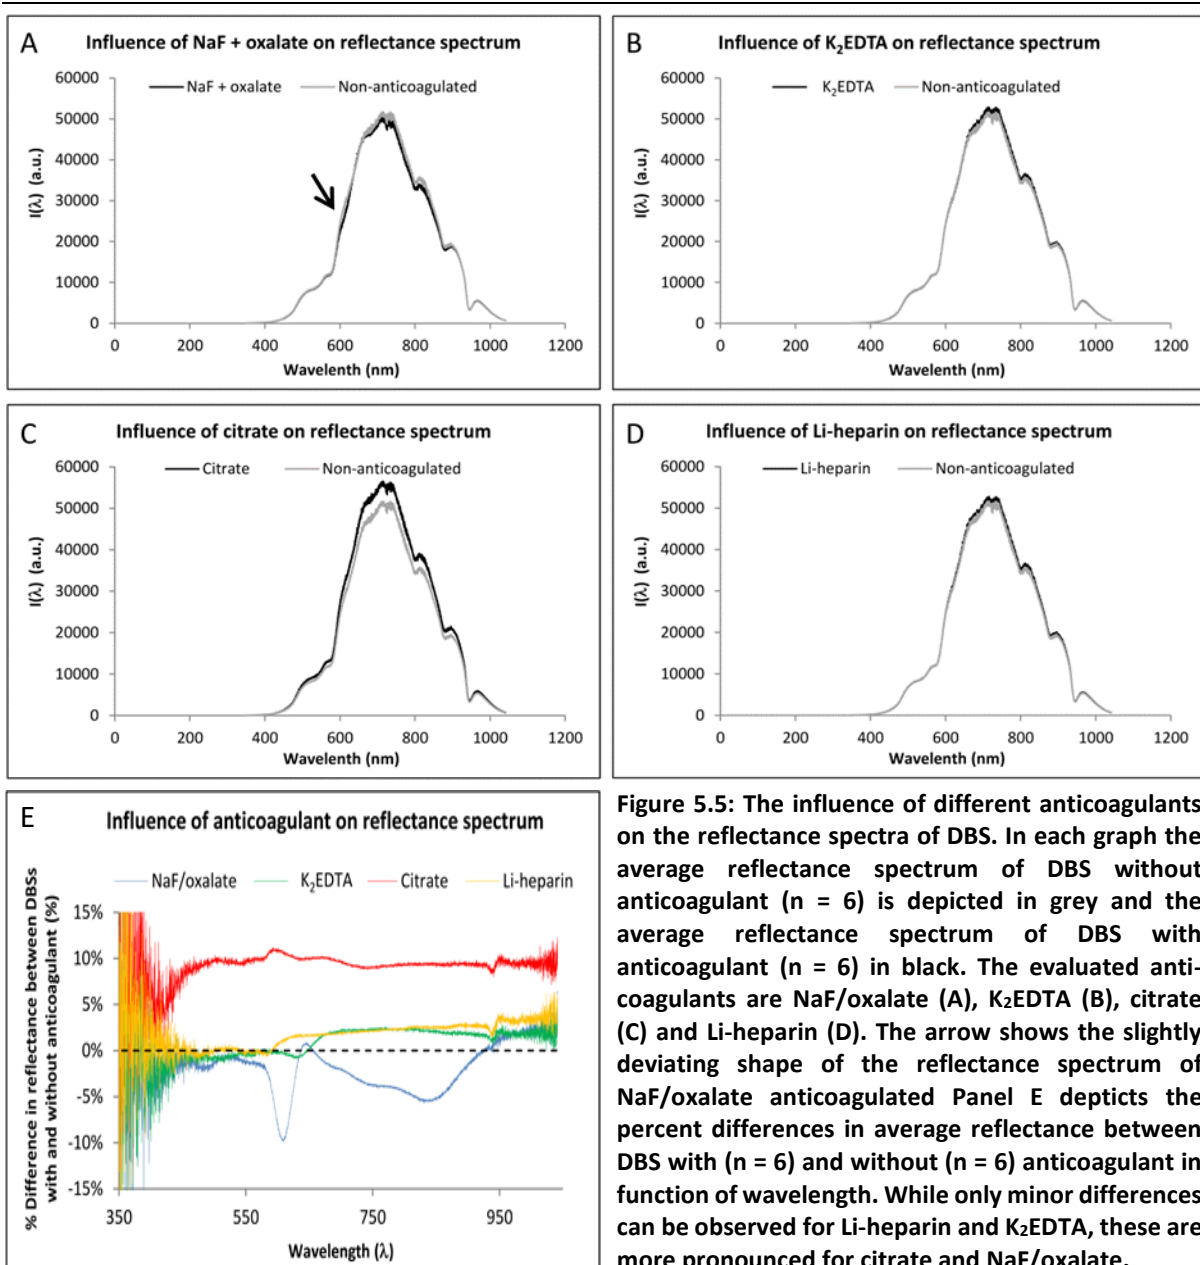 A
Influence of NaF + oxalate on reflectance spectrum
NaF + oxalate
Non-anticoagulated
I(λ) (a.u.)
60000
50000
40000
30000
20000
10000
0
0 200 400 600 800 1000 1200
Wavelenth (nm)
B
Influence of K₂EDTA on reflectance spectrum
K₂EDTA
Non-anticoagulated
I(λ) (a.u.)
60000
50000
40000
30000
20000
10000
0
0 200 400 600 800 1000 1200
Wavelenth (nm)
C
Influence of citrate on reflectance spectrum
Citrate
Non-anticoagulated
I(λ) (a.u.)
60000
50000
40000
30000
20000
10000
0
0 200 400 600 800 1000 1200
Wavelenth (nm)
D
Influence of Li-heparin on reflectance spectrum
Li-heparin
Non-anticoagulated
I(λ) (a.u.)
60000
50000
40000
30000
20000
10000
0
0 200 400 600 800 1000 1200
Wavelenth (nm)
E
Influence of anticoagulant on reflectance spectrum
NaF/oxalate
K₂EDTA
Citrate
Li-heparin
% Difference in reflectance between DBSs
with and without anticoagulant (%)
15%
10%
5%
0%
-5%
-10%
-15%
350 550 750 950
Wavelength (λ)
Figure 5.5: The influence of different anticoagulants
on the reflectance spectra of DBS. In each graph the
average reflectance spectrum of DBS without
anticoagulant (n = 6) is depicted in grey and the
average reflectance spectrum of DBS with
anticoagulant (n = 6) in black. The evaluated anti-
coagulants are NaF/oxalate (A), K₂EDTA (B), citrate
(C) and Li-heparin (D). The arrow shows the slightly
deviating shape of the reflectance spectrum of
NaF/oxalate anticoagulated Panel E depticts the
percent differences in average reflectance between
DBS with (n = 6) and without (n = 6) anticoagulant in
function of wavelength. While only minor differences
can be observed for Li-heparin and K₂EDTA, these are
more pronounced for citrate and NaF/oxalate.